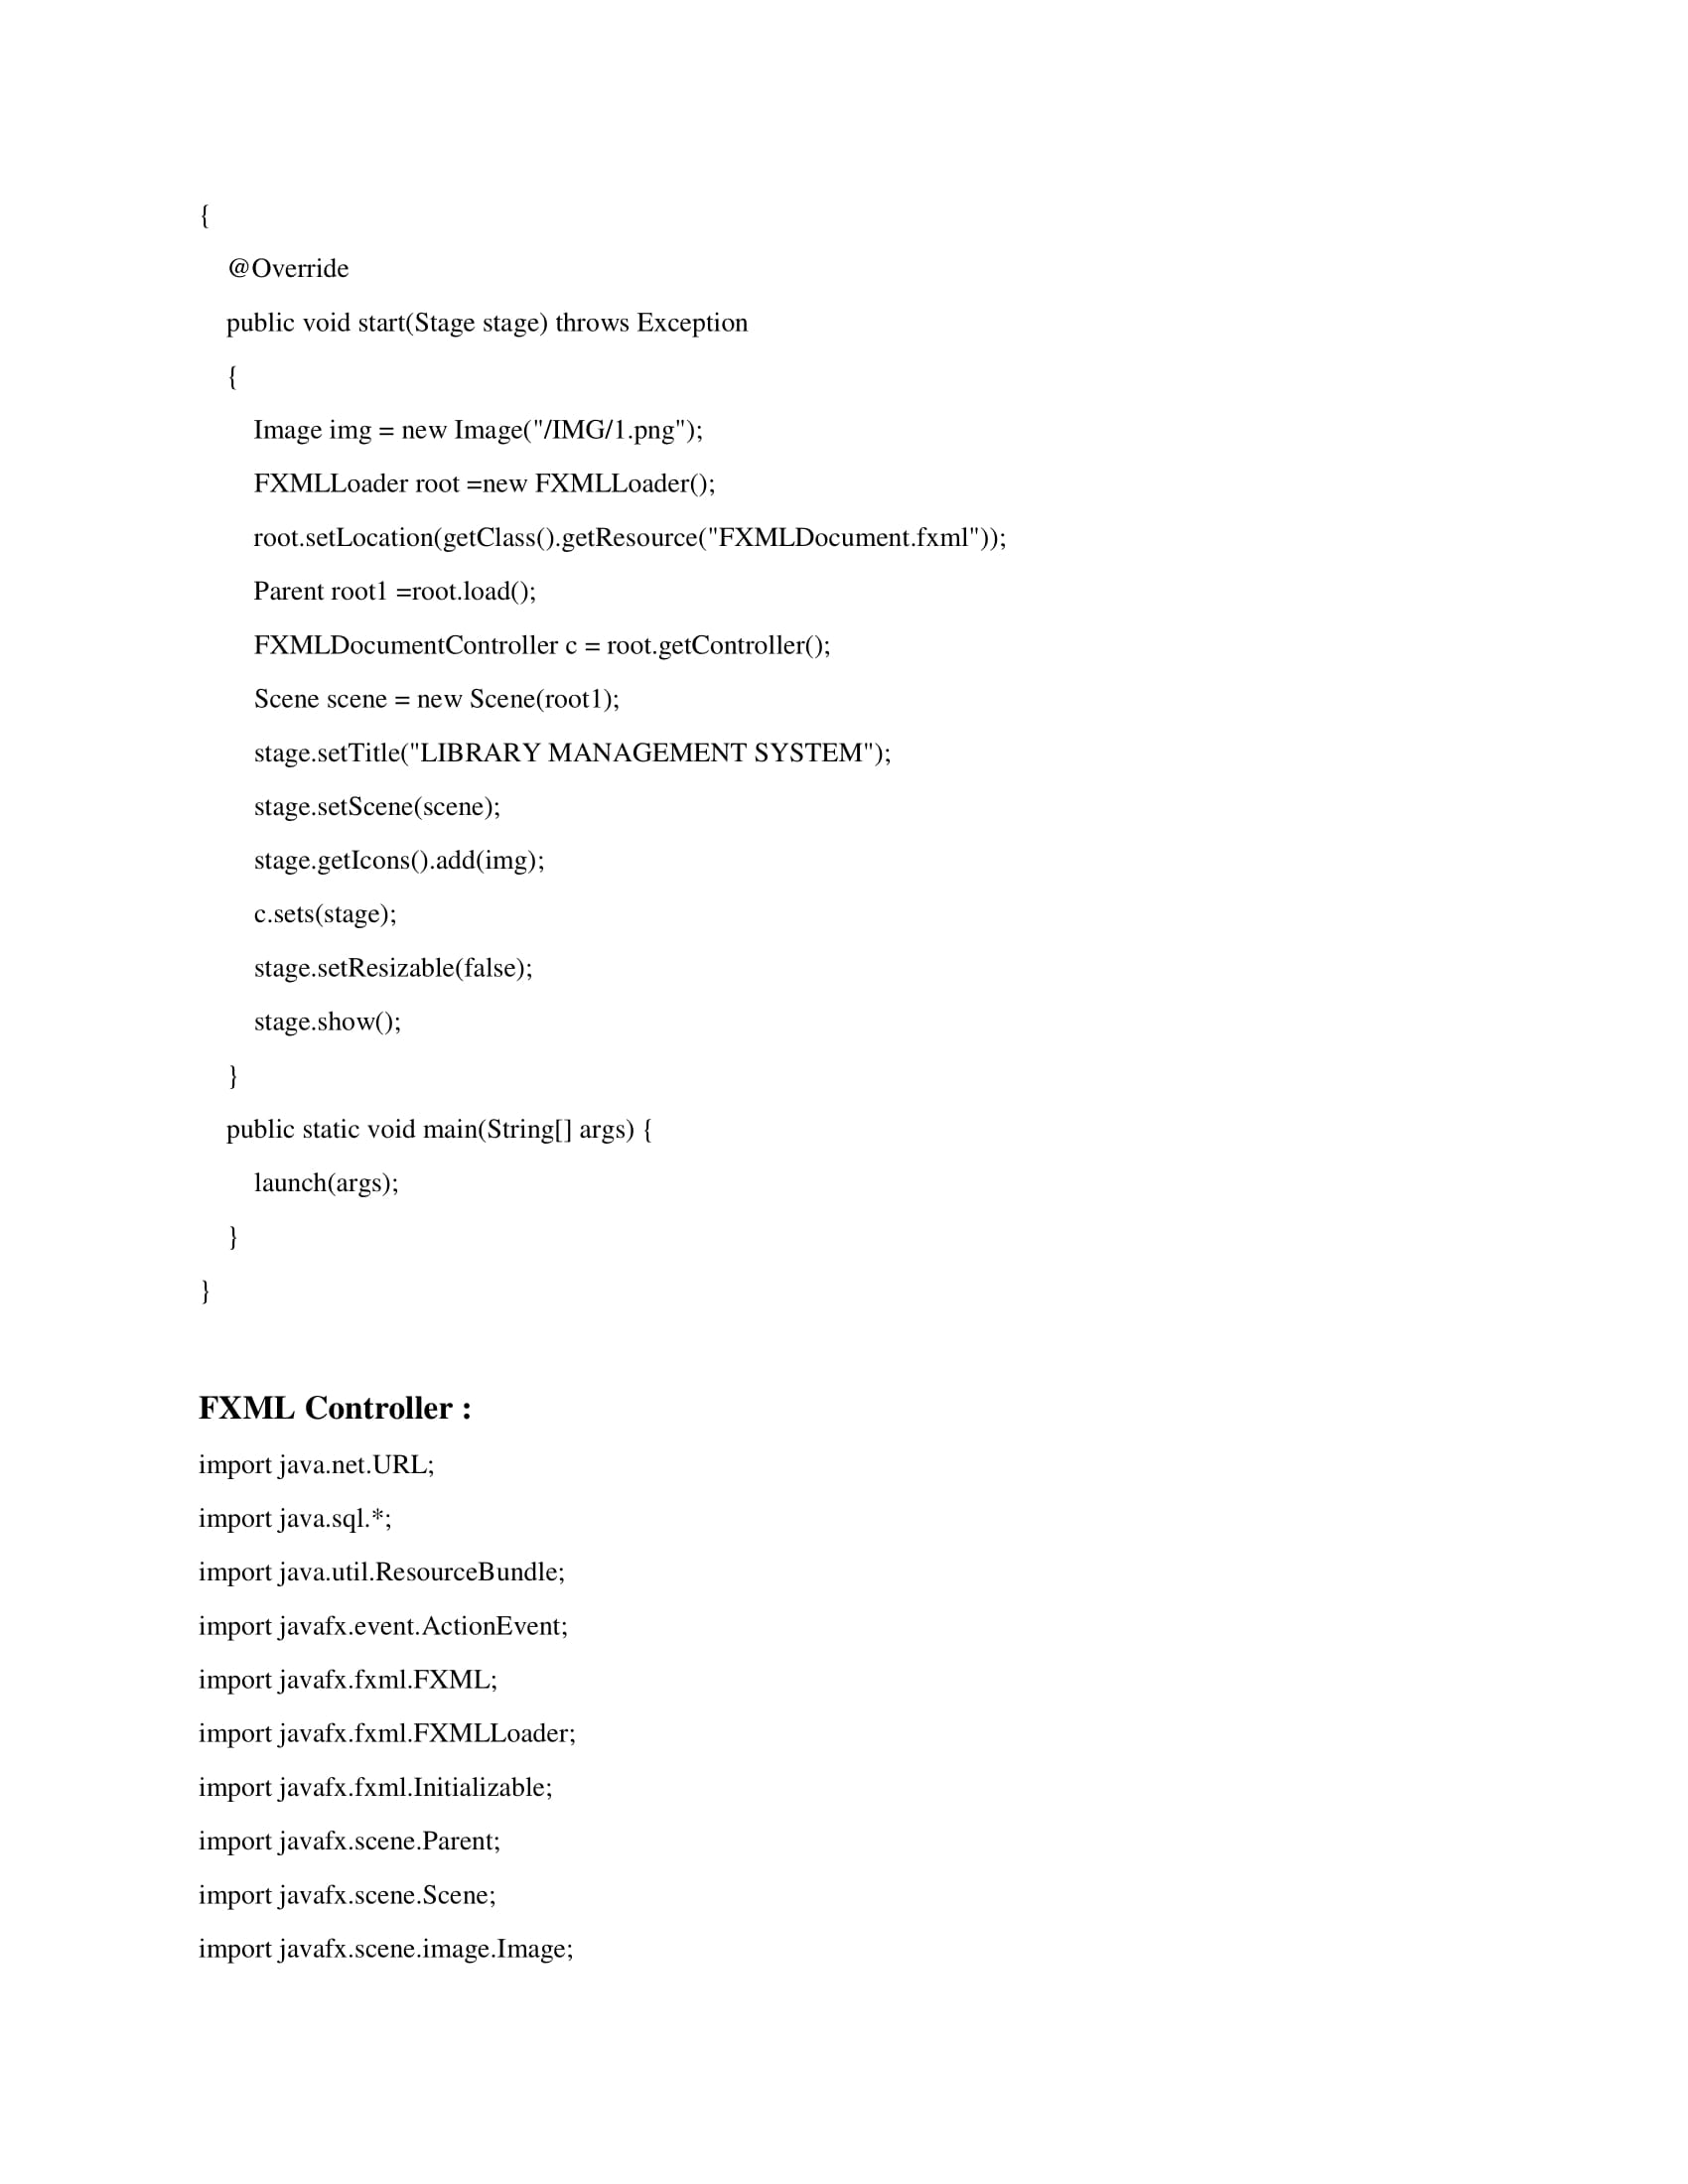 {
@Override
public void start(Stage stage) throws Exception
{
Image img = new Image("/IMG/1.png");
FXMLLoader root =new FXMLLoader();
root.setLocation(getClass().getResource("FXMLDocument.fxml"));
Parent root1 =root.load();
FXMLDocumentController c = root.getController();
Scene scene = new Scene(root1);
stage.setTitle("LIBRARY MANAGEMENT SYSTEM");
stage.setScene(scene);
stage.getIcons().add(img);
c.sets(stage);
stage.setResizable(false);
stage.show();
}
public static void main(String[] args) {
launch(args);
}
}
FXML Controller :
import java.net.URL;
import java.sql.*;
import java.util.ResourceBundle;
import javafx.event.ActionEvent;
import javafx.fxml.FXML;
import javafx.fxml.FXMLLoader;
import javafx.fxml.Initializable;
import javafx.scene.Parent;
import javafx.scene.Scene;
import javafx.scene.image.Image;